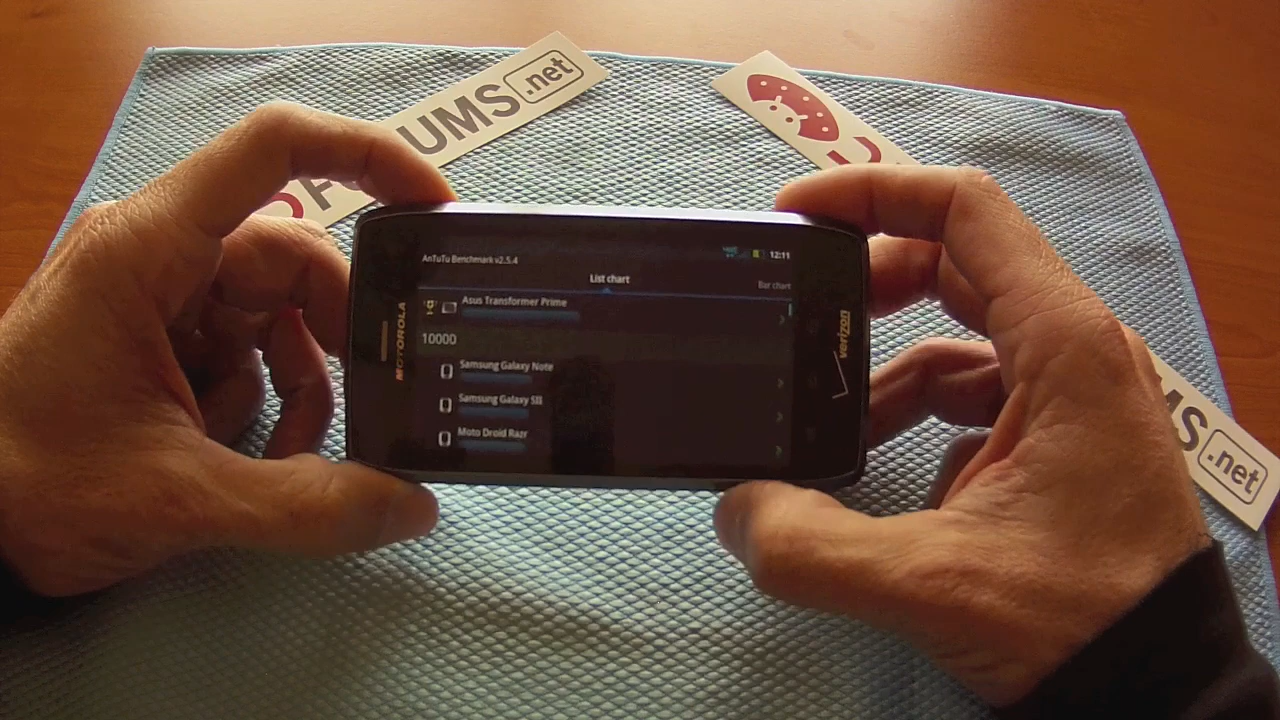 UMS .net
F
U
MOTOROLA
AnTuTu Benchmark v2.5.4
12:11
List chart
Bar chart
Asus Transformer Prime
10000
Samsung Galaxy Note
Samsung Galaxy SII
Moto Droid Razr
verizon
MS .net